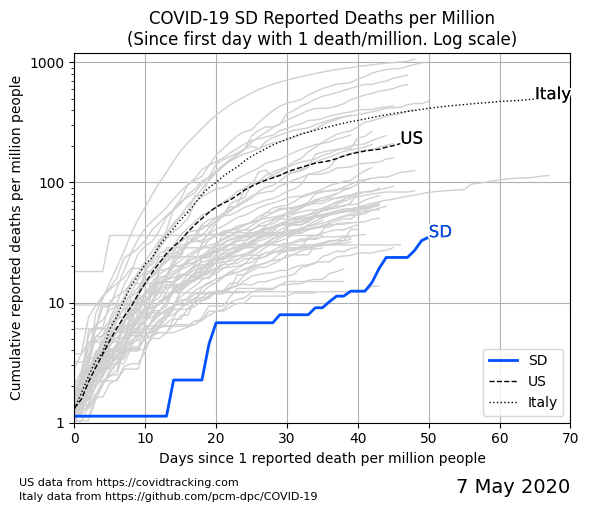 COVID-19 SD Reported Deaths per Million
(Since first day with 1 death/million. Log scale)
Cumulative reported deaths per million people
1000
100
10
1
Italy
US
SD
SD
US
Italy
0 10 20 30 40 50 60 70
Days since 1 reported death per million people
US data from https://covidtracking.com
Italy data from https://github.com/pcm-dpc/COVID-19
7 May 2020